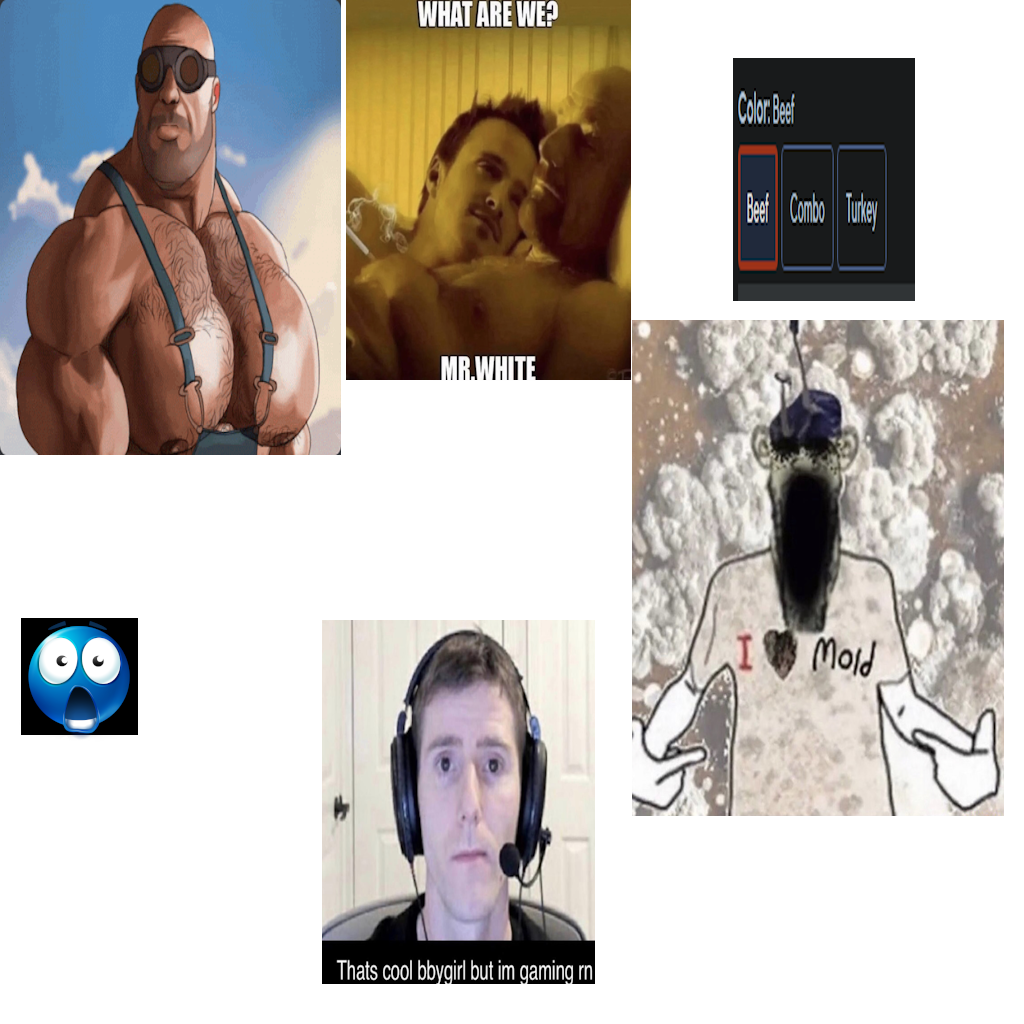 WHAT ARE WE?
MR.WHITE
Color: Beef
Beef
Combo
Turkey
I
Mold
Thats cool bbygirl but im gaming rn